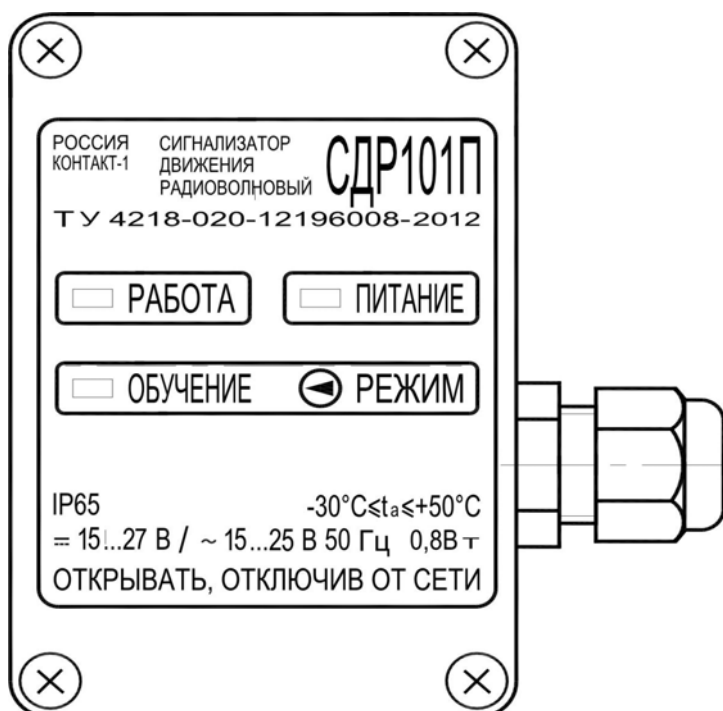 РОССИЯ
КОНТАКТ-1
СИГНАЛИЗАТОР
ДВИЖЕНИЯ
РАДИОВОЛНОВЫЙ
СДР101П
ТУ 4218-020-12196008-2012
РАБОТА
ПИТАНИЕ
ОБУЧЕНИЕ
РЕЖИМ
IP65
-30°C≤ta≤+50°C
= 15...27 В / ~ 15...25 В 50 Гц 0,8Вт
ОТКРЫВАТЬ, ОТКЛЮЧИВ ОТ СЕТИ